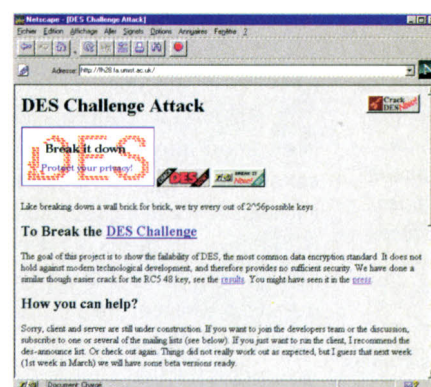 Netscape - [DES Challenge Attack]
Fichier Edition Affichage Aller Signets Options Annuaires Fenêtre ?
Adresse: http://fh28.fa.umist.ac.uk/
DES Challenge Attack
Crack DES Now!
DES
Break it down
Protect your privacy!
DES
Like breaking down a wall brick for brick, we try every out of 2^56possible keys
To Break the DES Challenge
The goal of this project is to show the failability of DES, the most common data encryption standard. It does not
hold against modern technological development, and therefore provides no sufficient security. We have done a
similar though easier crack for the RC5 48 key, see the results. You might have seen it in the press.
How you can help?
Sorry, client and server are still under construction. If you want to join the developers team or the discussion,
subscribe to one or several of the mailing lists (see below). If you just want to run the client, I recommend the
des-announce list. Or check out again. Things did not really work out as expected, but I guess that next week
(1st week in March) we will have some beta versions ready.
Document: Chargé